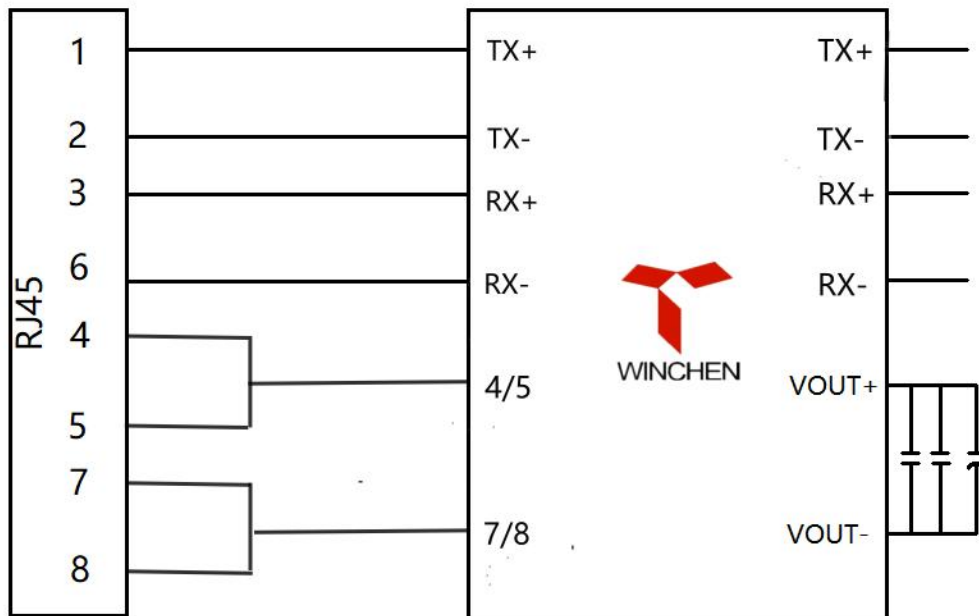 1 TX+ TX+
2 TX- TX-
3 RX+ RX+
6 RX- RX-
RJ45
4
WINCHEN
4/5 VOUT+
5
7
7/8 VOUT-
8